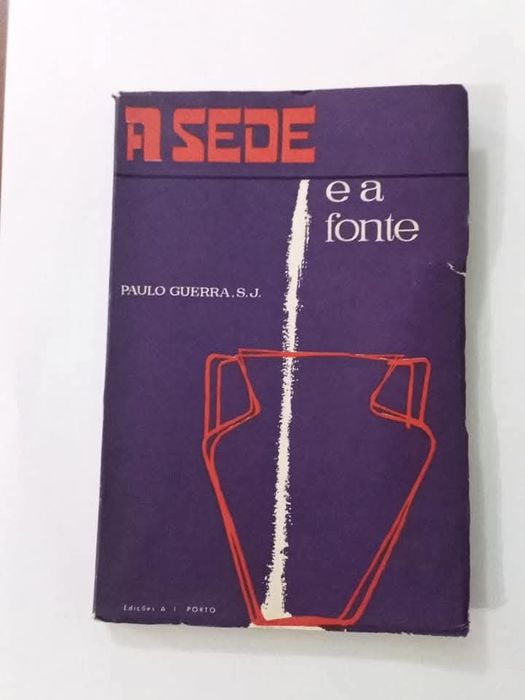 A SEDE
e a
fonte
PAULO GUERRA, S.J.
Edições A. I. PORTO